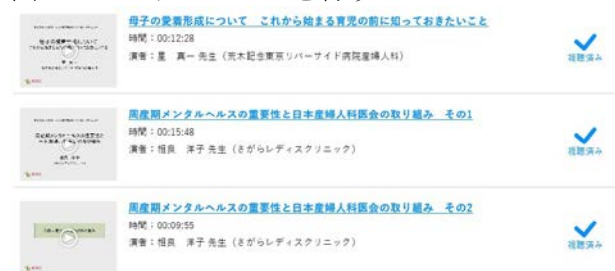 母子の愛着形成について　これから始まる育児の前に知っておきたいこと
時間：00:12:28
演者：星　真一 先生（荒木記念東京リバーサイド病院産婦人科）
視聴済み
周産期メンタルヘルスの重要性と日本産婦人科医会の取り組み　その1
時間：00:15:48
演者：相良　洋子 先生（さがらレディスクリニック）
視聴済み
周産期メンタルヘルスの重要性と日本産婦人科医会の取り組み　その2
時間：00:09:55
演者：相良　洋子 先生（さがらレディスクリニック）
視聴済み